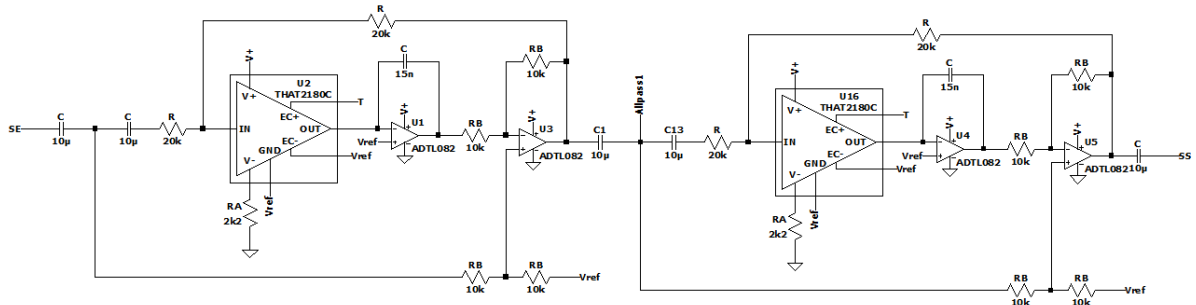 R
20k
C
15n
RB
10k
V+
U2
THAT2180C
V+
EC+
T
IN
OUT
EC-
GND
V-
Vref
Vref
RA
2k2
V+
U1
Vref
ADTL082
RB
10k
V+
U3
ADTL082
SE
C
10µ
C
10µ
R
20k
RB
10k
RB
10k
Vref
C1
10µ
Allpass1
C13
10µ
R
20k
R
20k
C
15n
RB
10k
V+
U16
THAT2180C
V+
EC+
T
IN
OUT
EC-
GND
V-
Vref
Vref
RA
2k2
V+
U4
Vref
ADTL082
RB
10k
V+
U5
ADTL082
C
10µ
SS
RB
10k
RB
10k
Vref